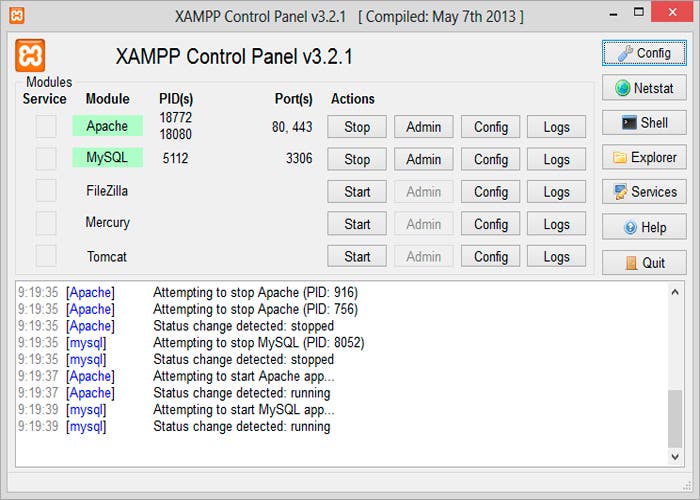 XAMPP Control Panel v3.2.1 [ Compiled: May 7th 2013 ]
XAMPP Control Panel v3.2.1
Config
Modules
Service Module PID(s) Port(s) Actions
Netstat
Apache 18772 18080 80, 443 Stop Admin Config Logs
Shell
MySQL 5112 3306 Stop Admin Config Logs
Explorer
FileZilla Start Admin Config Logs
Services
Mercury Start Admin Config Logs
Help
Tomcat Start Admin Config Logs
Quit
9:19:35 [Apache] Attempting to stop Apache (PID: 916)
9:19:35 [Apache] Attempting to stop Apache (PID: 756)
9:19:35 [Apache] Status change detected: stopped
9:19:35 [mysql] Attempting to stop MySQL (PID: 8052)
9:19:35 [mysql] Status change detected: stopped
9:19:37 [Apache] Attempting to start Apache app...
9:19:37 [Apache] Status change detected: running
9:19:39 [mysql] Attempting to start MySQL app...
9:19:39 [mysql] Status change detected: running